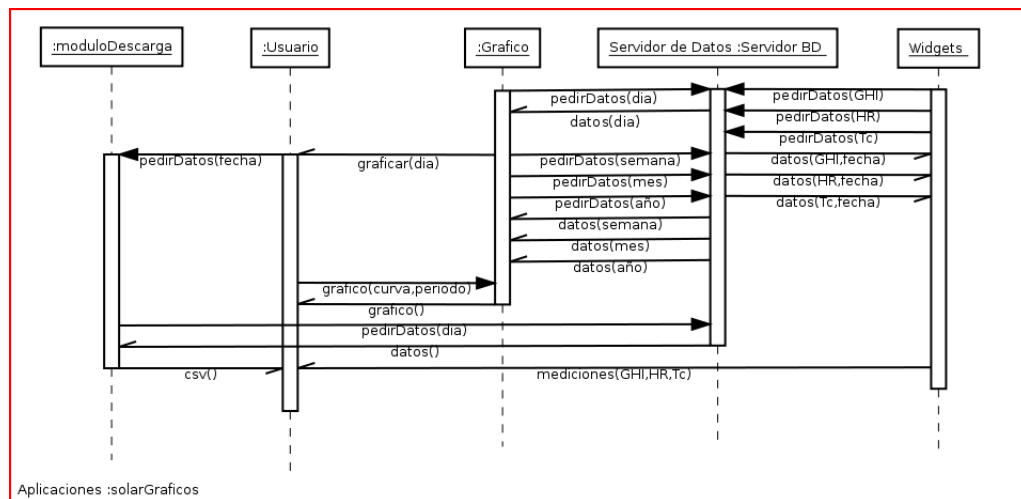 :moduloDescarga
:Usuario
:Grafico
Servidor de Datos :Servidor BD
Widgets
pedirDatos(dia)
pedirDatos(GHI)
datos(dia)
pedirDatos(HR)
pedirDatos(Tc)
pedirDatos(fecha)
graficar(dia)
pedirDatos(semana)
datos(GHI,fecha)
pedirDatos(mes)
datos(HR,fecha)
pedirDatos(año)
datos(Tc,fecha)
datos(semana)
datos(mes)
datos(año)
grafico(curva,periodo)
grafico()
pedirDatos(dia)
datos()
csv()
mediciones(GHI,HR,Tc)
Aplicaciones :solarGraficos